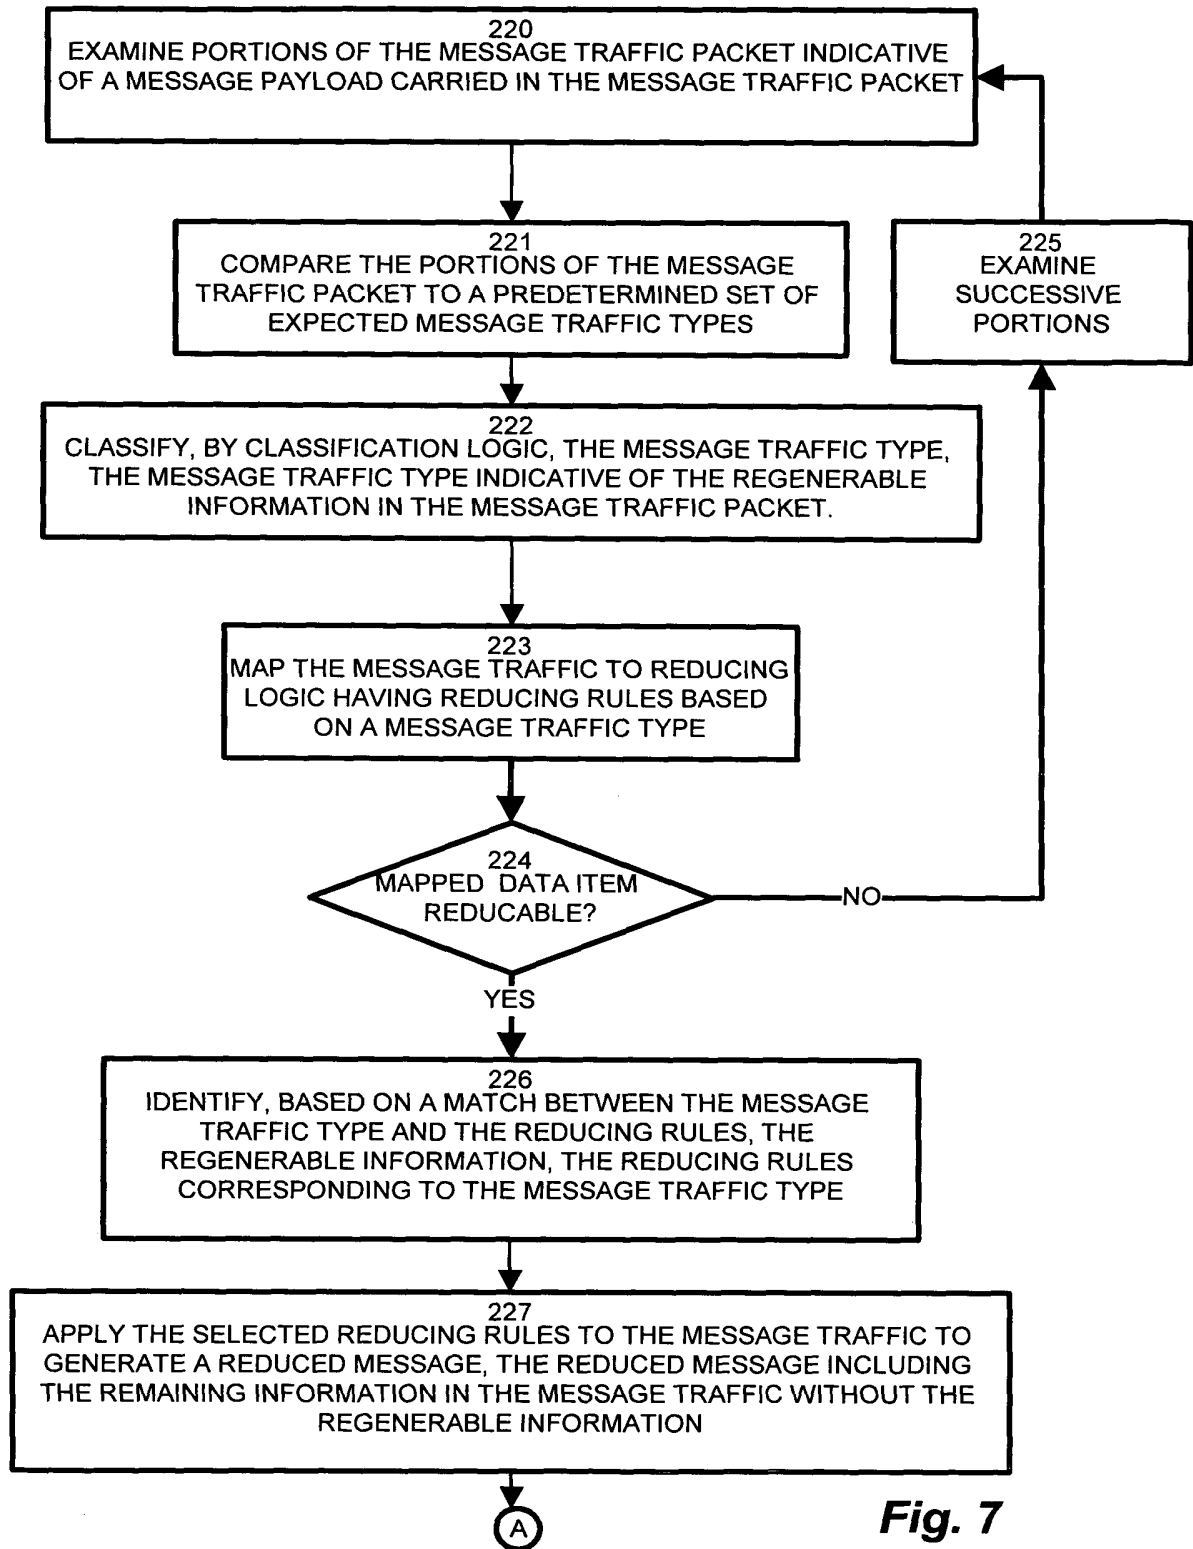 220
EXAMINE PORTIONS OF THE MESSAGE TRAFFIC PACKET INDICATIVE
OF A MESSAGE PAYLOAD CARRIED IN THE MESSAGE TRAFFIC PACKET
221
COMPARE THE PORTIONS OF THE MESSAGE
TRAFFIC PACKET TO A PREDETERMINED SET OF
EXPECTED MESSAGE TRAFFIC TYPES
225
EXAMINE
SUCCESSIVE
PORTIONS
222
CLASSIFY, BY CLASSIFICATION LOGIC, THE MESSAGE TRAFFIC TYPE,
THE MESSAGE TRAFFIC TYPE INDICATIVE OF THE REGENERABLE
INFORMATION IN THE MESSAGE TRAFFIC PACKET.
223
MAP THE MESSAGE TRAFFIC TO REDUCING
LOGIC HAVING REDUCING RULES BASED
ON A MESSAGE TRAFFIC TYPE
224
MAPPED DATA ITEM
REDUCABLE?
NO
YES
226
IDENTIFY, BASED ON A MATCH BETWEEN THE MESSAGE
TRAFFIC TYPE AND THE REDUCING RULES, THE
REGENERABLE INFORMATION, THE REDUCING RULES
CORRESPONDING TO THE MESSAGE TRAFFIC TYPE
227
APPLY THE SELECTED REDUCING RULES TO THE MESSAGE TRAFFIC TO
GENERATE A REDUCED MESSAGE, THE REDUCED MESSAGE INCLUDING
THE REMAINING INFORMATION IN THE MESSAGE TRAFFIC WITHOUT THE
REGENERABLE INFORMATION
A
Fig. 7